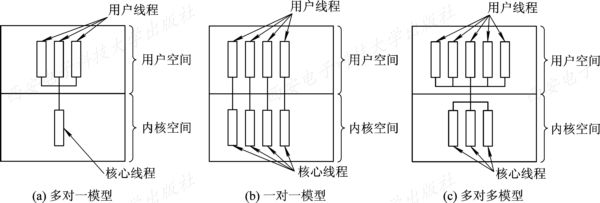 用户线程
用户空间
内核空间
核心线程
(a) 多对一模型
用户线程
用户空间
内核空间
核心线程
(b) 一对一模型
用户线程
用户空间
内核空间
核心线程
(c) 多对多模型